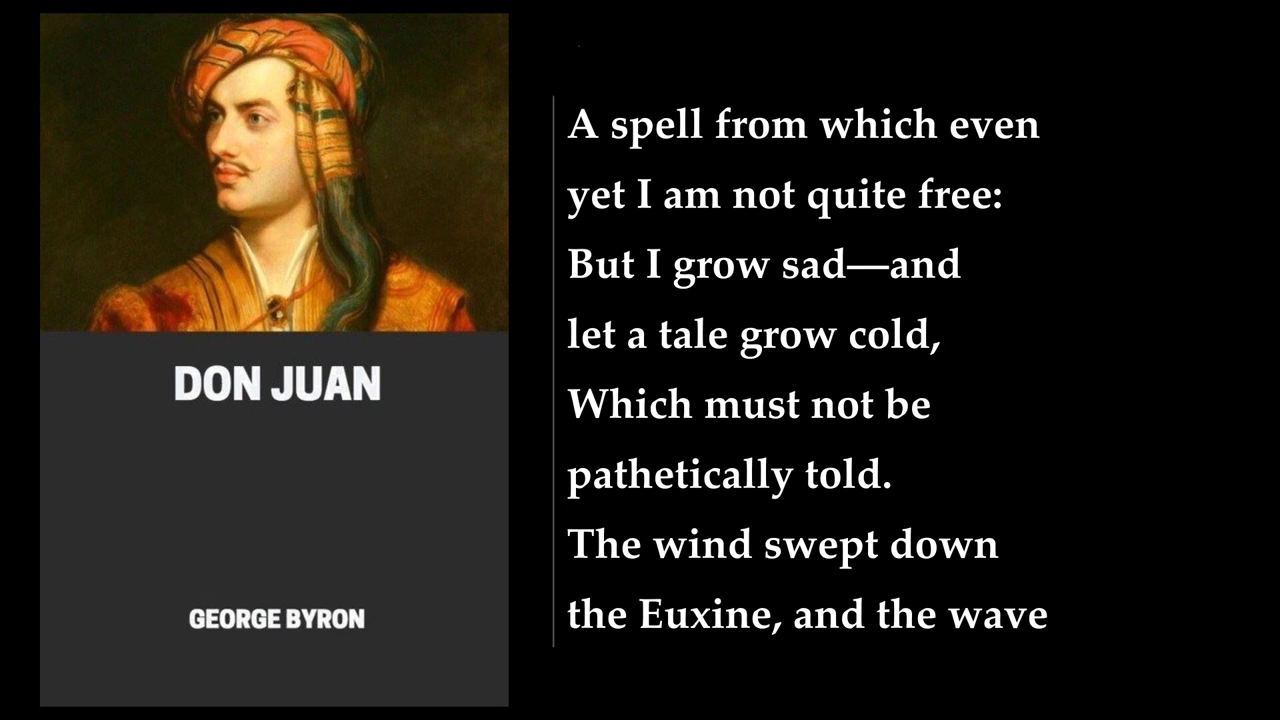 DON JUAN
GEORGE BYRON
A spell from which even
yet I am not quite free:
But I grow sad—and
let a tale grow cold,
Which must not be
pathetically told.
The wind swept down
the Euxine, and the wave